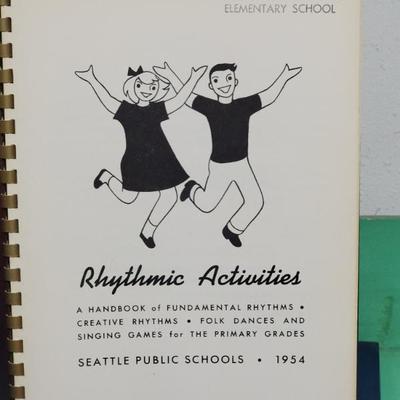 ELEMENTARY SCHOOL
Rhythmic Activities
A HANDBOOK of FUNDAMENTAL RHYTHMS •
CREATIVE RHYTHMS • FOLK DANCES AND
SINGING GAMES for THE PRIMARY GRADES
SEATTLE PUBLIC SCHOOLS • 1954